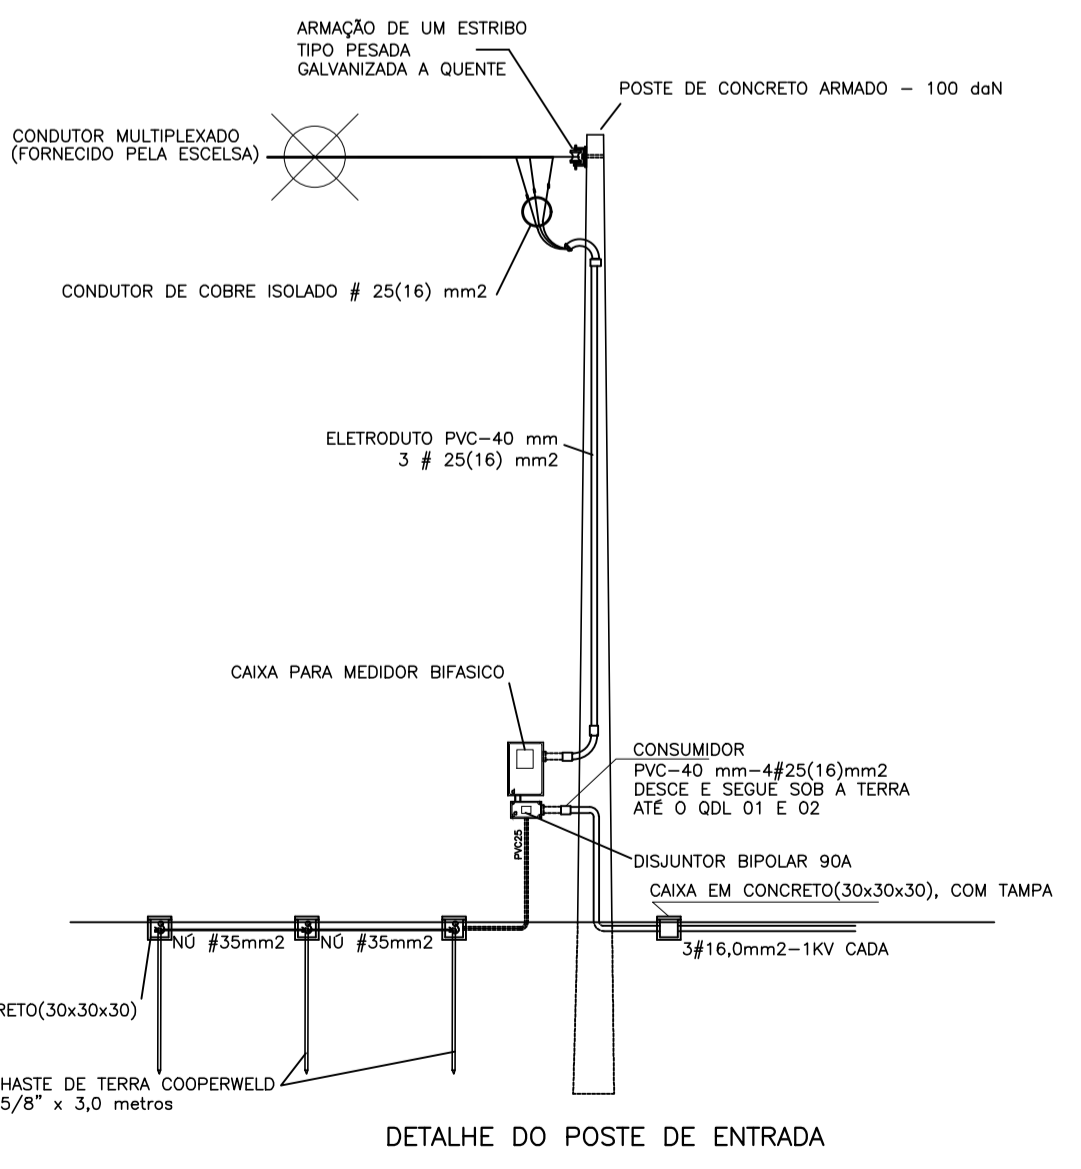 ARMAÇÃO DE UM ESTRIBO
TIPO PESADA
GALVANIZADA A QUENTE
POSTE DE CONCRETO ARMADO - 100 daN
CONDUTOR MULTIPLEXADO
(FORNECIDO PELA ESCELSA)
CONDUTOR DE COBRE ISOLADO # 25(16) mm2
ELETRODUTO PVC-40 mm
3 # 25(16) mm2
CAIXA PARA MEDIDOR BIFASICO
CONSUMIDOR
PVC-40 mm-4#25(16)mm2
DESCE E SEGUE SOB A TERRA
ATÉ O QDL 01 E 02
PVC25
DISJUNTOR BIPOLAR 90A
CAIXA EM CONCRETO(30x30x30), COM TAMPA
NÚ #35mm2
NÚ #35mm2
3#16,0mm2-1KV CADA
RETO(30x30x30)
HASTE DE TERRA COOPERWELD
5/8" x 3,0 metros
DETALHE DO POSTE DE ENTRADA